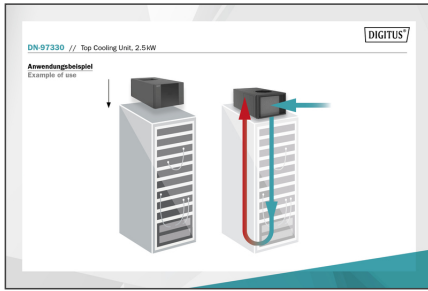 DIGITUS®
DN-97330 // Top Cooling Unit, 2.5 kW
Anwendungsbeispiel
Example of use